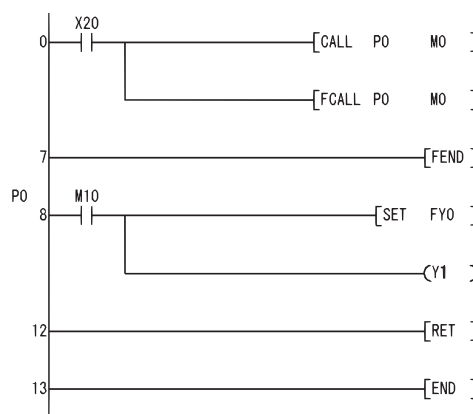 X20
0 [CALL P0 M0 ]
[FCALL P0 M0 ]
7 [FEND ]
P0 M10
8 [SET FY0 ]
(Y1 )
12 [RET ]
13 [END ]